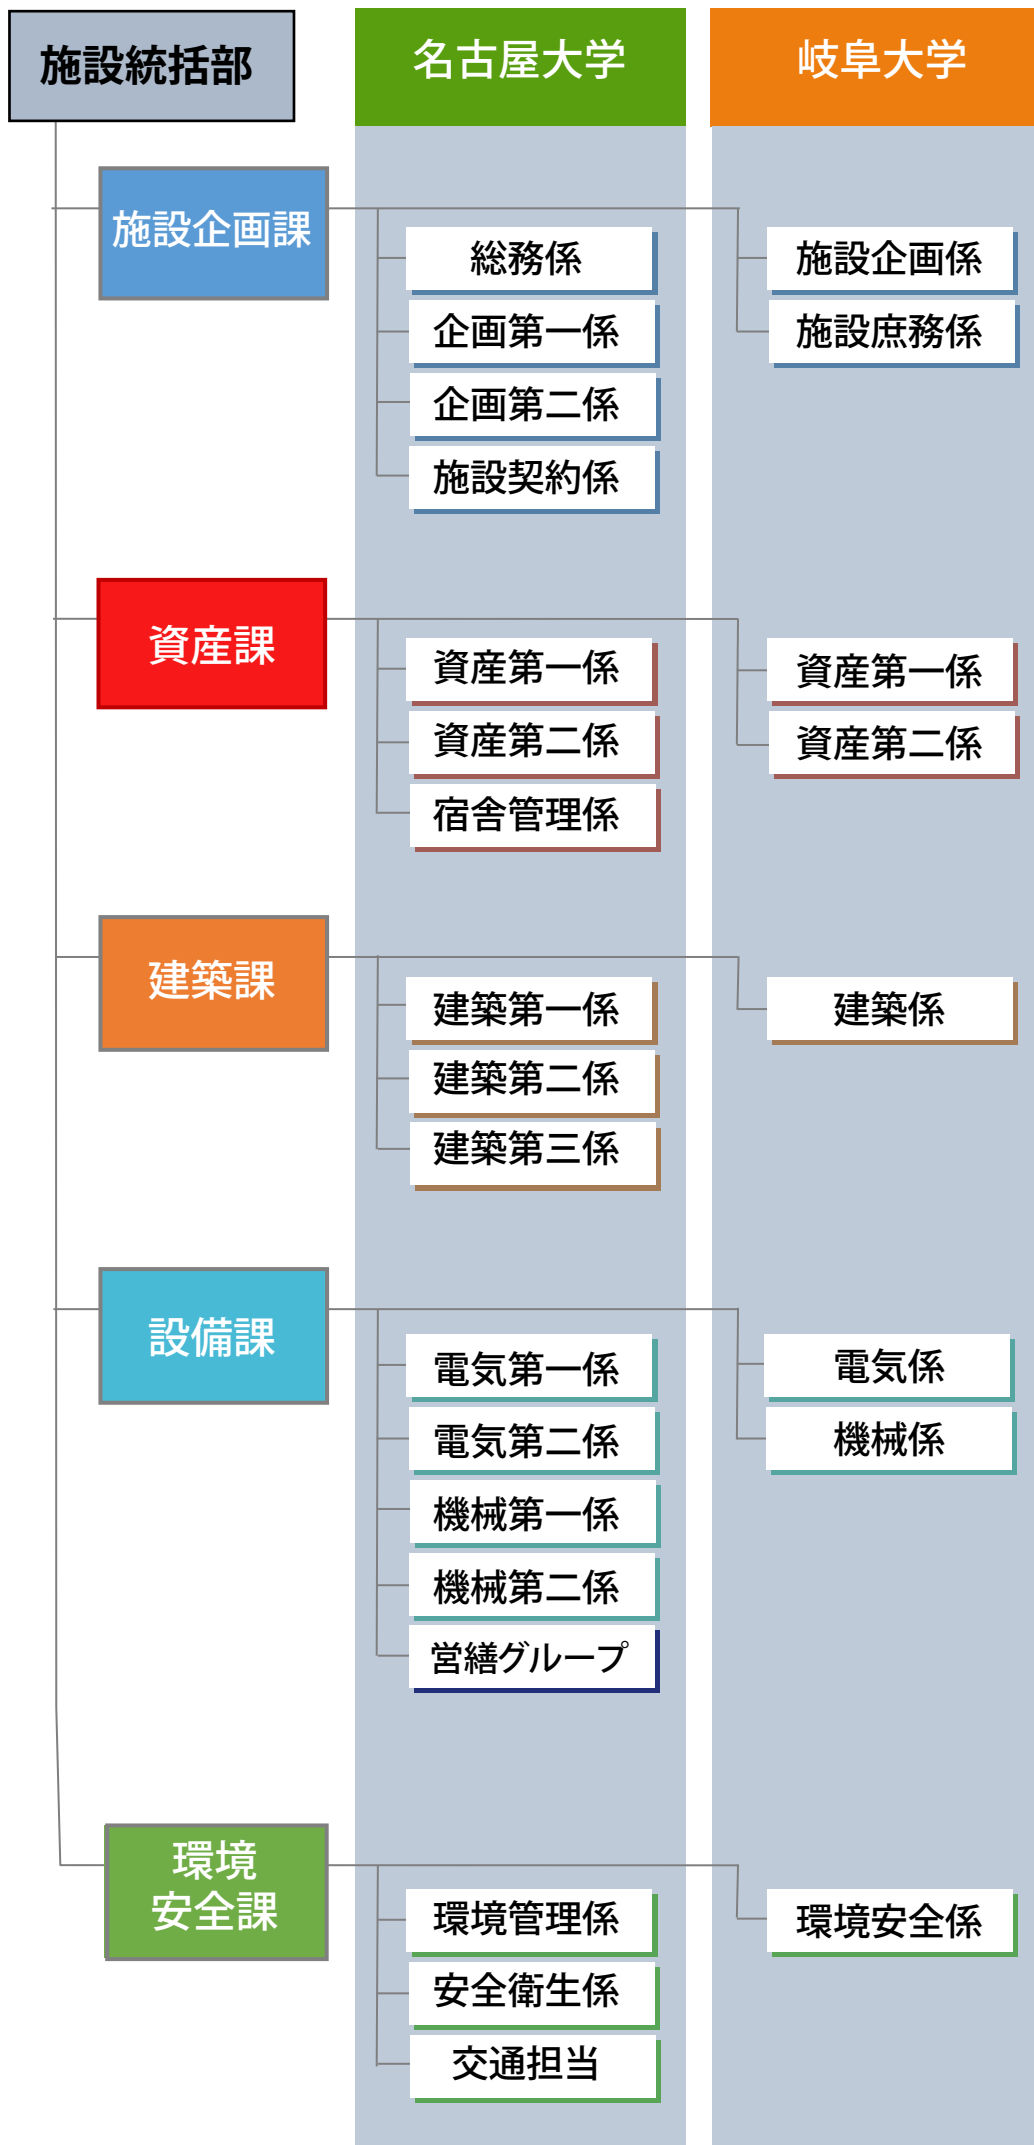 施設統括部
名古屋大学
岐阜大学
施設企画課
総務係
企画第一係
企画第二係
施設契約係
施設企画係
施設庶務係
資産課
資産第一係
資産第二係
宿舎管理係
資産第一係
資産第二係
建築課
建築第一係
建築第二係
建築第三係
建築係
設備課
電気第一係
電気第二係
機械第一係
機械第二係
営繕グループ
電気係
機械係
環境
安全課
環境管理係
安全衛生係
交通担当
環境安全係